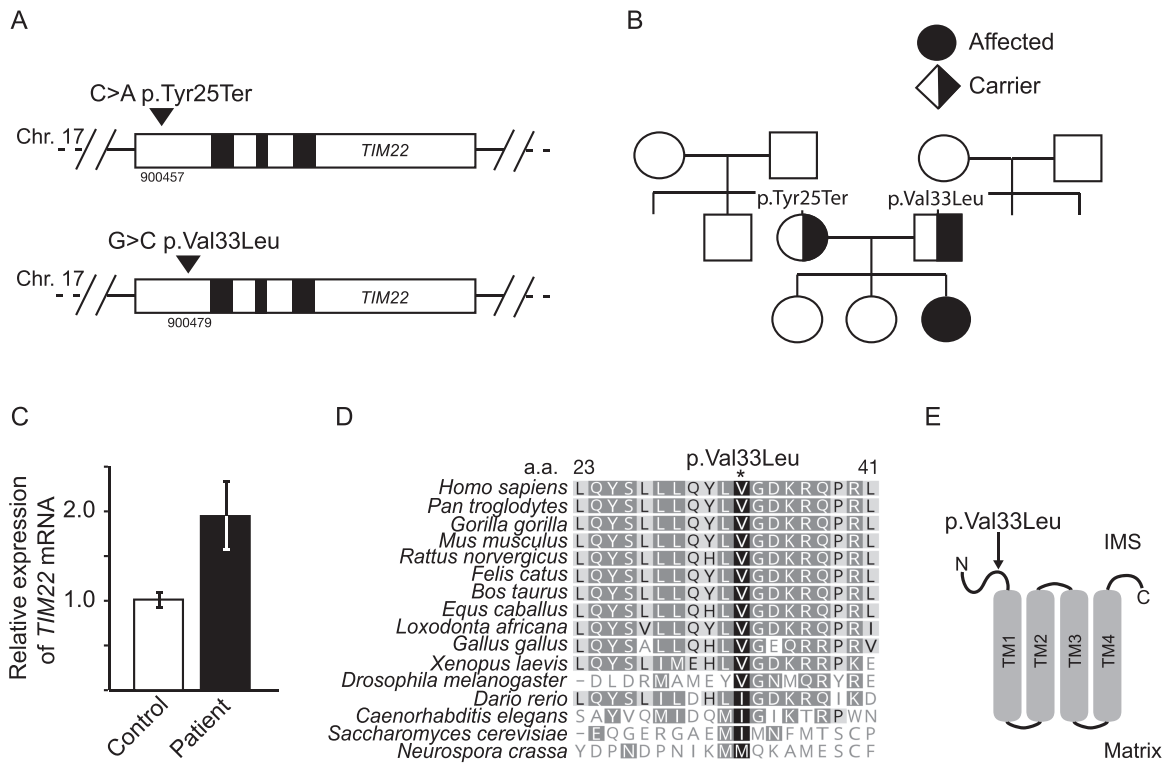 A
C>A p.Tyr25Ter
Chr. 17
TIM22
900457
G>C p.Val33Leu
Chr. 17
TIM22
900479
B
Affected
Carrier
p.Tyr25Ter
p.Val33Leu
C
Relative expression
of TIM22 mRNA
2.0
1.0
Control
Patient
D
p.Val33Leu
a.a. 23 * 41
Homo sapiens LQYSLLLQYLVGDKRQPRL
Pan troglodytes LQYSLLLQYLVGDKRQPRL
Gorilla gorilla LQYSLLLQYLVGDKRQPRL
Mus musculus LQYSLLLQYLVGDKRQPRL
Rattus norvegicus LQYSLLLQHLVGDKRQPRL
Felis catus LQYSLLLQYLVGDKRQPRL
Bos taurus LQYSLLLQYLVGDKRQPRL
Equus caballus LQYSLLLQHLVGDKRQPRL
Loxodonta africana LQYSVLLQYLVGDKRQPRI
Gallus gallus LQYSALLQHLVGEQRRPRV
Xenopus laevis LQYSLIMEHLVGDKRRPKE
Drosophila melanogaster -DLDRMAMEYVGNMQRYRE
Dario rerio LQYSLILDHLIGDKRQIKD
Caenorhabditis elegans SAYVQMIDQMIGIKTRPWN
Saccharomyces cerevisiae -EQGERGAEMIMNFMTSCP
Neurospora crassa YDPNDPNIKMMQKAMESCF
E
p.Val33Leu
N
IMS
C
TM1
TM2
TM3
TM4
Matrix